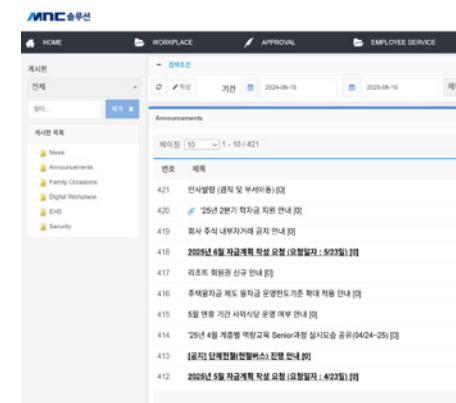 MNC 솔루션
HOME WORKPLACE APPROVAL EMPLOYEE SERVICE
게시판
전체
필터... 제거 ×
게시판 목록
News
Announcements
Family Occasions
Digital Workplace
EHS
Security
- 검색조건
작성 기간 2024-06-15 2025-06-10
Announcements
페이징 10 1 - 10 / 421
번호 제목
421 인사발령 (겸직 및 부서이동) [0]
420 '25년 2분기 학자금 지원 안내 [0]
419 회사 주식 내부자거래 금지 안내 [0]
418 2025년 6월 자금계획 작성 요청 (요청일자 : 5/23일) [0]
417 리조트 회원권 신규 안내 [0]
416 주택융자금 제도 융자금 운영한도기준 확대 적용 안내 [0]
415 5월 연휴 기간 사외식당 운영 여부 안내 [0]
414 '25년 4월 계층별 역량교육 Senior과정 실시모습 공유(04/24~25) [0]
413 [공지] 단체헌혈(헌혈버스) 진행 안내 [0]
412 2025년 5월 자금계획 작성 요청 (요청일자 : 4/23일) [0]